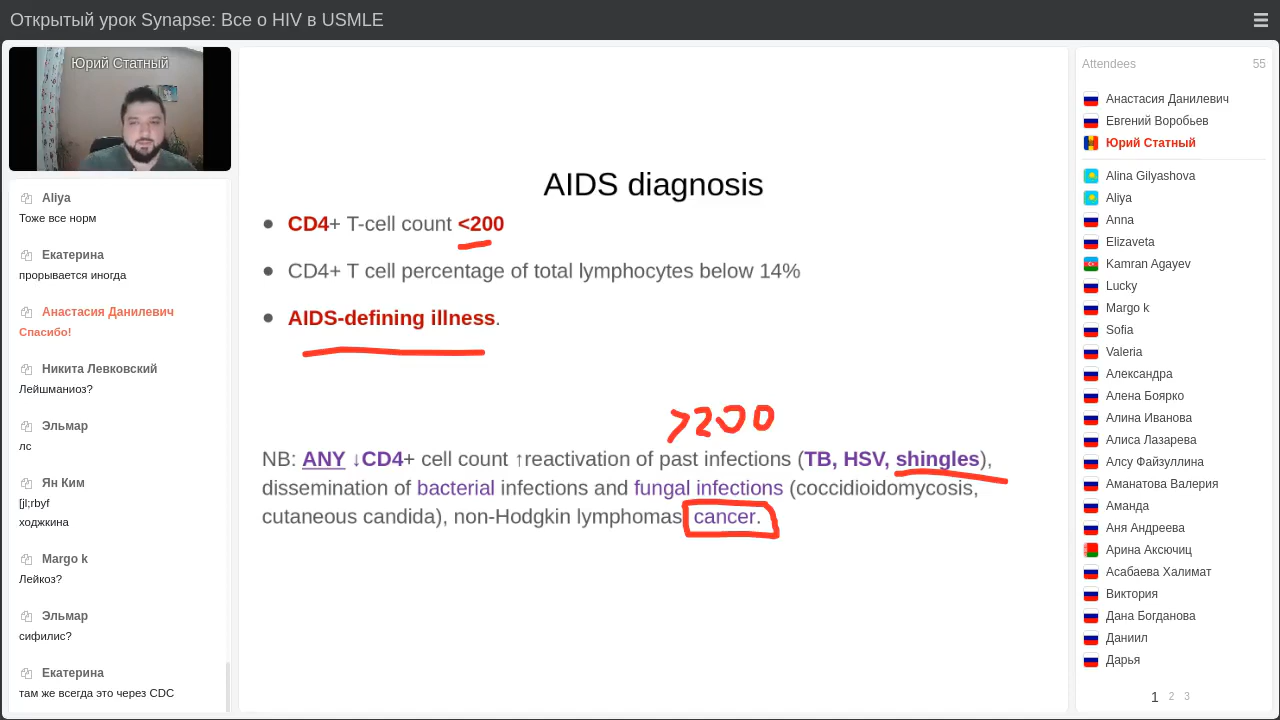 Открытый урок Synapse: Все о HIV в USMLE
Юрий Статный
Aliya
Тоже все норм
Екатерина
прорывается иногда
Анастасия Данилевич
Спасибо!
Никита Левковский
Лейшманиоз?
Эльмар
лс
Ян Ким
[jl;rbyf
ходжкина
Margo k
Лейкоз?
Эльмар
сифилис?
Екатерина
там же всегда это через CDC
AIDS diagnosis
● CD4+ T-cell count <200
● CD4+ T cell percentage of total lymphocytes below 14%
● AIDS-defining illness.
>200
NB: ANY ↓CD4+ cell count ↑reactivation of past infections (TB, HSV, shingles),
dissemination of bacterial infections and fungal infections (coccidioidomycosis,
cutaneous candida), non-Hodgkin lymphomas cancer.
Attendees 55
Анастасия Данилевич
Евгений Воробьев
Юрий Статный
Alina Gilyashova
Aliya
Anna
Elizaveta
Kamran Agayev
Lucky
Margo k
Sofia
Valeria
Александра
Алена Боярко
Алина Иванова
Алиса Лазарева
Алсу Файзуллина
Аманатова Валерия
Аманда
Аня Андреева
Арина Аксючиц
Асабаева Халимат
Виктория
Дана Богданова
Даниил
Дарья
1 2 3